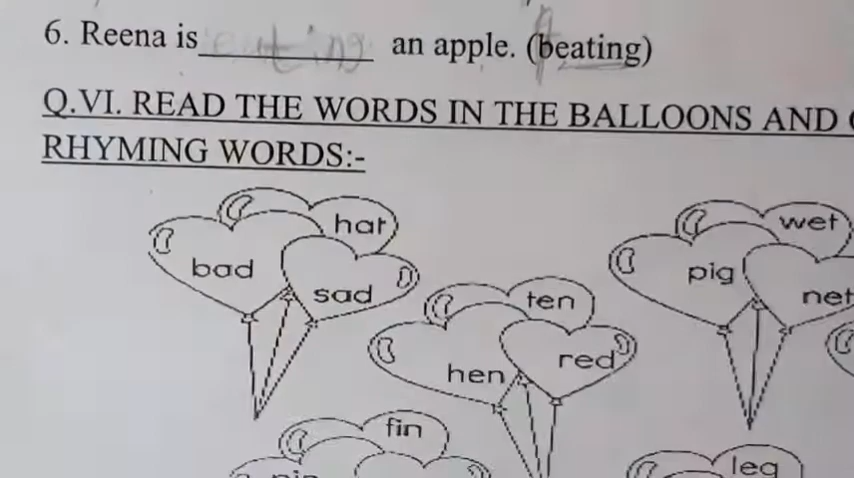 6. Reena is eating an apple. (beating)
Q.VI. READ THE WORDS IN THE BALLOONS AND
RHYMING WORDS:-
hat
bad
sad
wet
pig
net
ten
hen
red
fin
leg